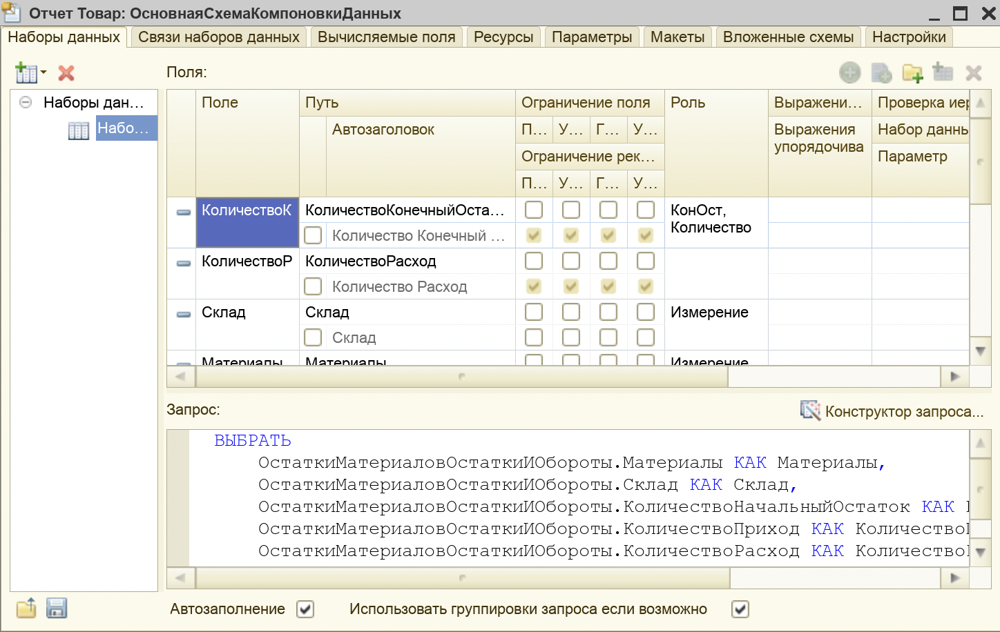 Отчет Товар: ОсновнаяСхемаКомпоновкиДанных
Наборы данных Связи наборов данных Вычисляемые поля Ресурсы Параметры Макеты Вложенные схемы Настройки
Поля:
Наборы дан...
Набо...
Поле Путь Ограничение поля Роль Выражени... Проверка иер
Автозаголовок П... У... Г... У... Выражения упорядочива Набор даннь
Ограничение рек... Параметр
П... У... Г... У...
КоличествоК КоличествоКонечныйОста... КонОст,
Количество
Количество Конечный ...
КоличествоР КоличествоРасход
Количество Расход
Склад Склад Измерение
Склад
Материалы Материалы Измерение
Запрос:
Конструктор запроса...
ВЫБРАТЬ
ОстаткиМатериаловОстаткиИОбороты.Материалы КАК Материалы,
ОстаткиМатериаловОстаткиИОбороты.Склад КАК Склад,
ОстаткиМатериаловОстаткиИОбороты.КоличествоНачальныйОстаток КАК
ОстаткиМатериаловОстаткиИОбороты.КоличествоПриход КАК Количество
ОстаткиМатериаловОстаткиИОбороты.КоличествоРасход КАК Количество
Автозаполнение Использовать группировки запроса если возможно